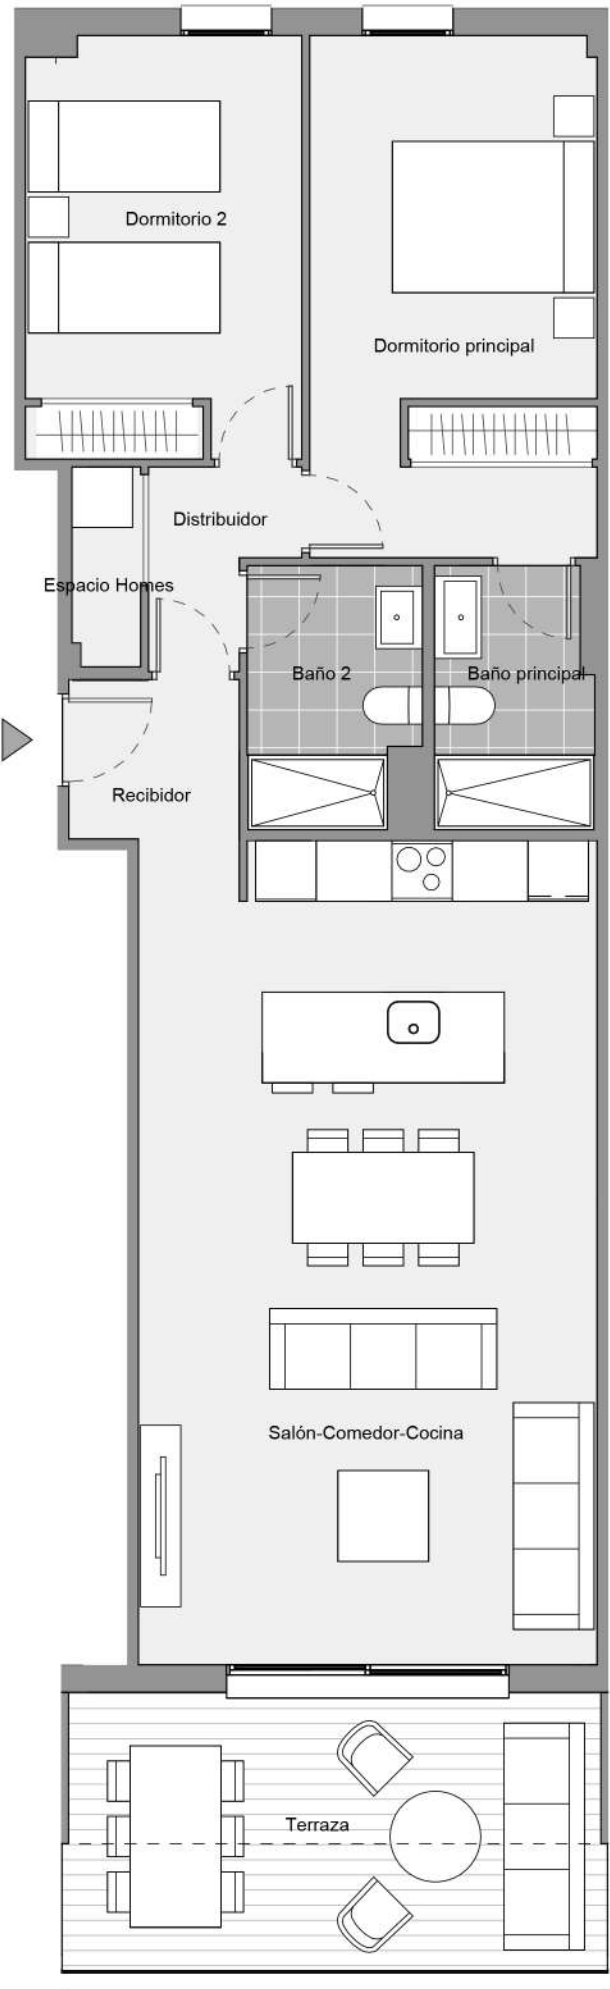 Dormitorio 2
Dormitorio principal
Distribuidor
Espacio Homes
Baño 2
Baño principal
Recibidor
Salón-Comedor-Cocina
Terraza